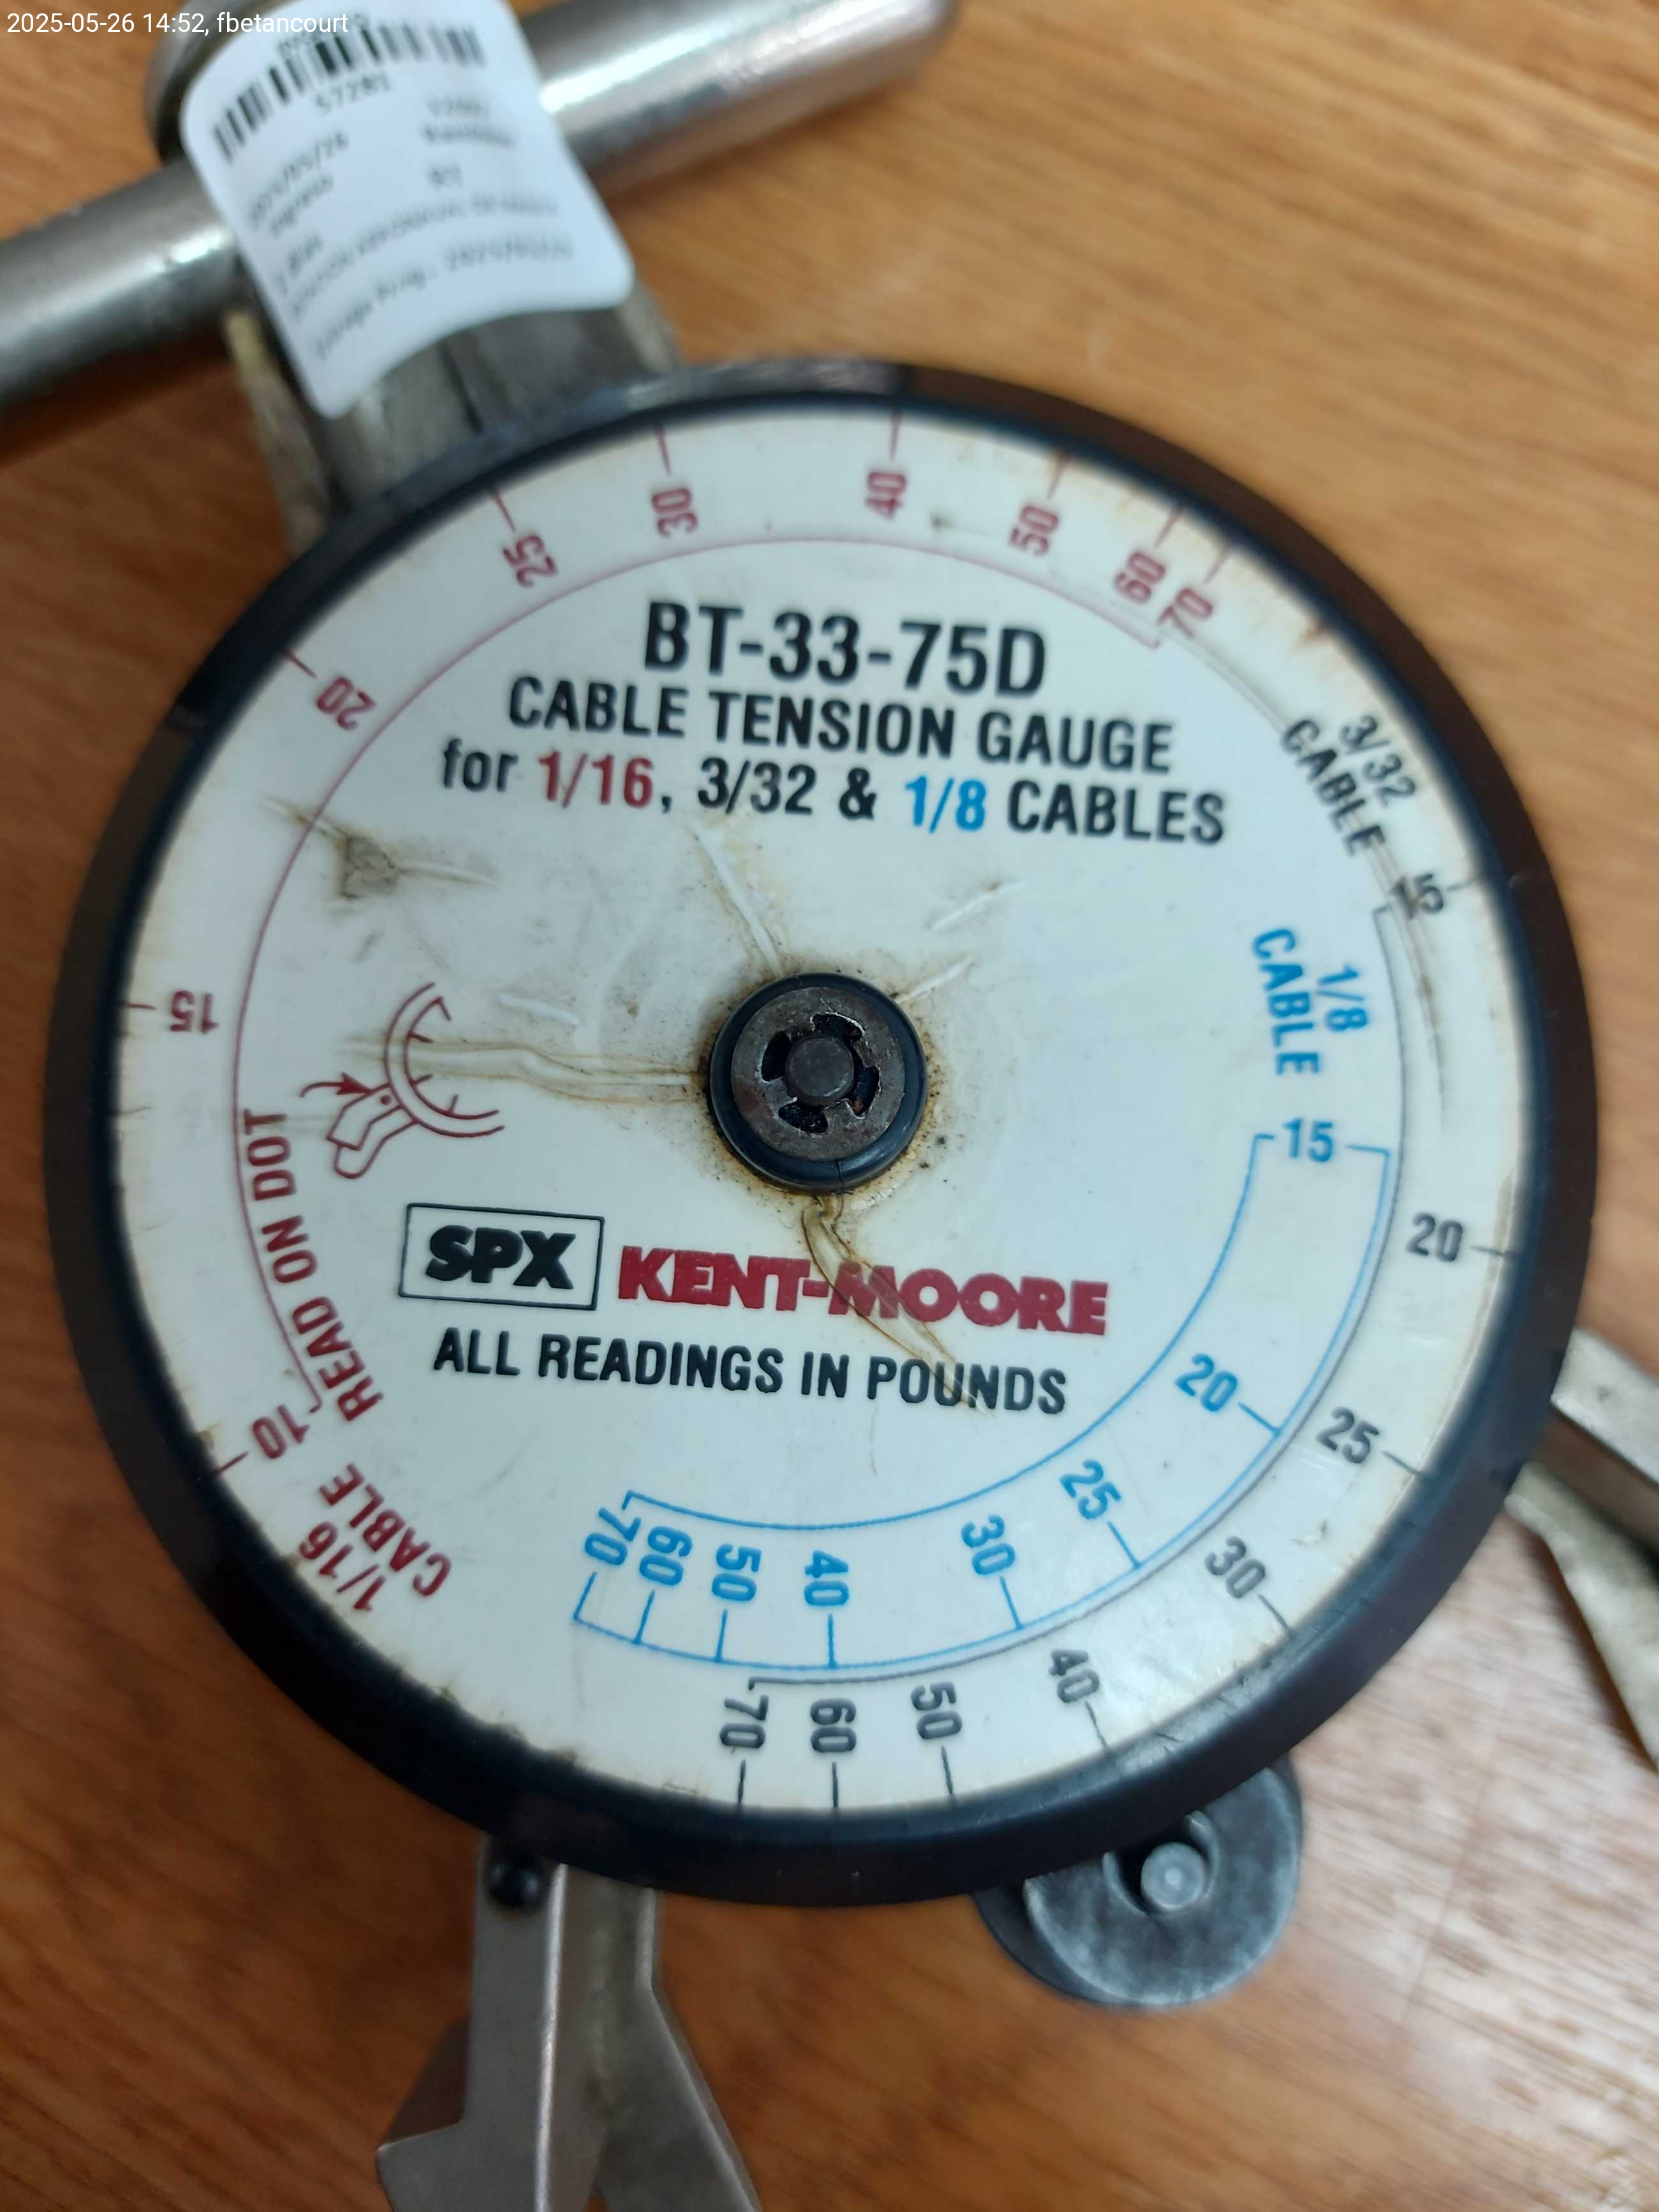 2025-05-26 14:52, fbetancourt
57281
BT
30
40
50
60
70
25
20
15
10
BT-33-75D
CABLE TENSION GAUGE
for 1/16, 3/32 & 1/8 CABLES
3/32
CABLE
15
20
25
30
40
50
60
70
1/8
CABLE
15
20
25
30
40
50
60
70
READ ON DOT
1/16
CABLE
SPX KENT-MOORE
ALL READINGS IN POUNDS